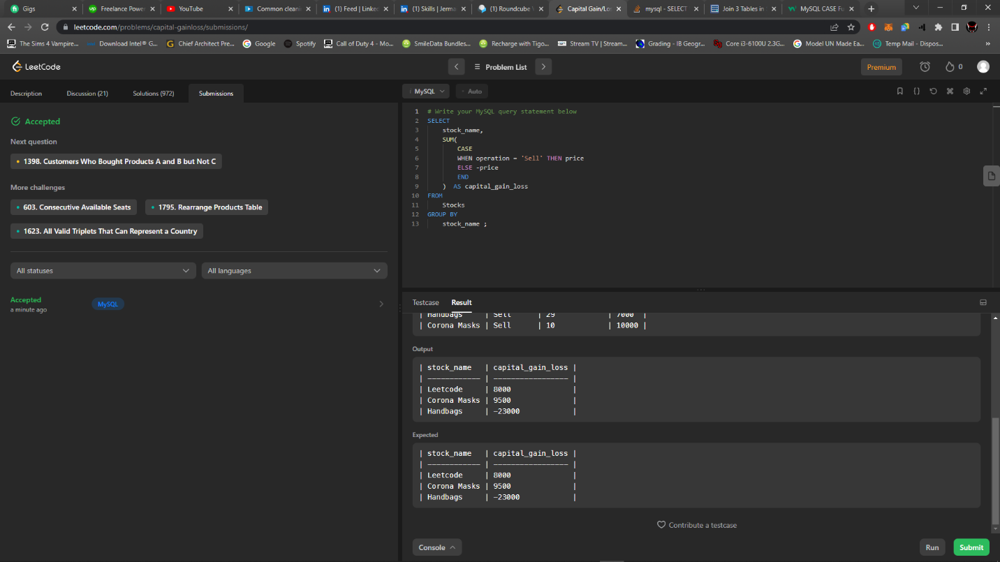 Gigs
Freelance Power
YouTube
Common cleani
(1) Feed | Linked
(1) Skills | Jerma
(1) Roundcube
Capital Gain/Los
mysql - SELECT
Join 3 Tables in
MySQL CASE Fu
leetcode.com/problems/capital-gainloss/submissions/
The Sims 4 Vampire...
Download Intel® G...
Chief Architect Pre...
Google
Spotify
Call of Duty 4 - Mo...
SmileData Bundles...
Recharge with Tigo...
Stream TV | Stream...
Grading - IB Geogr...
Core i3-6100U 2.3G...
Model UN Made Ea...
Temp Mail - Dispos...
»
LeetCode
Problem List
Premium
0
Description
Discussion (21)
Solutions (972)
Submissions
Accepted
Next question
1398. Customers Who Bought Products A and B but Not C
More challenges
603. Consecutive Available Seats
1795. Rearrange Products Table
1623. All Valid Triplets That Can Represent a Country
All statuses
All languages
Accepted
a minute ago
MySQL
MySQL
Auto
1 # Write your MySQL query statement below
2 SELECT
3 stock_name,
4 SUM(
5 CASE
6 WHEN operation = 'Sell' THEN price
7 ELSE -price
8 END
9 ) AS capital_gain_loss
10 FROM
11 Stocks
12 GROUP BY
13 stock_name ;
Testcase
Result
| Handbags | Sell | 29 | 7000 |
| Corona Masks | Sell | 10 | 10000 |
Output
| stock_name | capital_gain_loss |
| ------------ | ----------------- |
| Leetcode | 8000 |
| Corona Masks | 9500 |
| Handbags | -23000 |
Expected
| stock_name | capital_gain_loss |
| ------------ | ----------------- |
| Leetcode | 8000 |
| Corona Masks | 9500 |
| Handbags | -23000 |
Contribute a testcase
Console
Run
Submit